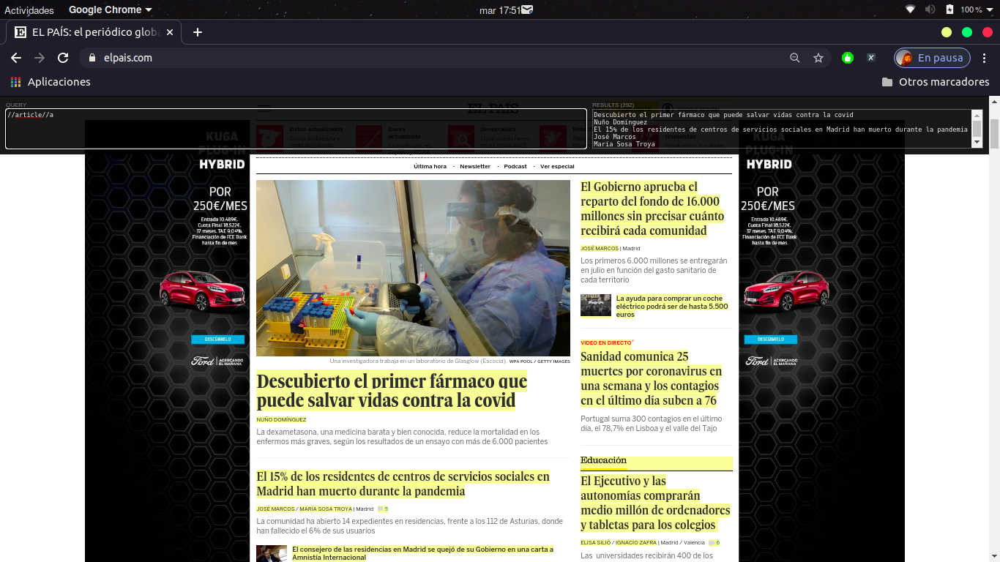 Actividades
Google Chrome
mar 17:51
100 %
EL PAÍS: el periódico globa
elpais.com
En pausa
Aplicaciones
Otros marcadores
QUERY
//article//a
RESULTS (292)
Descubierto el primer fármaco que puede salvar vidas contra la covid
Nuño Domínguez
El 15% de los residentes de centros de servicios sociales en Madrid han muerto durante la pandemia
José Marcos
María Sosa Troya
EL PAÍS
Datos actualizados
Casos en España y
Curva
actualizada
Desescalada
¿Qué puedo hacer
respuestas
Última hora · Newsletter · Podcast · Ver especial
KUGA
PLUG-IN
HYBRID
POR
250€/MES
Entrada 10.489€.
Cuota Final 18.522€.
37 meses. TAE 9,04%.
Financiación de FCE Bank
hasta fin de mes
DESCÚBRELO
Ford
ACERCANDO
EL MAÑANA
Una investigadora trabaja en un laboratorio de Glasglow (Escocia). WPA POOL / GETTY IMAGES
Descubierto el primer fármaco que
puede salvar vidas contra la covid
NUÑO DOMÍNGUEZ
La dexametasona, una medicina barata y bien conocida, reduce la mortalidad en los
enfermos más graves, según los resultados de un ensayo con más de 6.000 pacientes
El 15% de los residentes de centros de servicios sociales en
Madrid han muerto durante la pandemia
JOSÉ MARCOS / MARÍA SOSA TROYA | Madrid 5
La comunidad ha abierto 14 expedientes en residencias, frente a los 112 de Asturias, donde
han fallecido el 6% de sus usuarios
El consejero de las residencias en Madrid se quejó de su Gobierno en una carta a
Amnistía Internacional
El Gobierno aprueba el
reparto del fondo de 16.000
millones sin precisar cuánto
recibirá cada comunidad
JOSÉ MARCOS | Madrid
Los primeros 6.000 millones se entregarán
en julio en función del gasto sanitario de
cada territorio
La ayuda para comprar un coche
eléctrico podrá ser de hasta 5.500
euros
VIDEO EN DIRECTO
Sanidad comunica 25
muertes por coronavirus en
una semana y los contagios
en el último día suben a 76
Portugal suma 300 contagios en el último
día, el 78,7% en Lisboa y el valle del Tajo
Educación
El Ejecutivo y las
autonomías comprarán
medio millón de ordenadores
y tabletas para los colegios
ELISA SILIÓ / IGNACIO ZAFRA | Madrid / Valencia 6
Las universidades recibirán 400 de los
KUGA
PLUG-IN
HYBRID
POR
250€/MES
Entrada 10.489€.
Cuota Final 18.522€.
37 meses. TAE 9,04%.
Financiación de FCE Bank
hasta fin de mes
DESCÚBRELO
Ford
ACERCANDO
EL MAÑANA